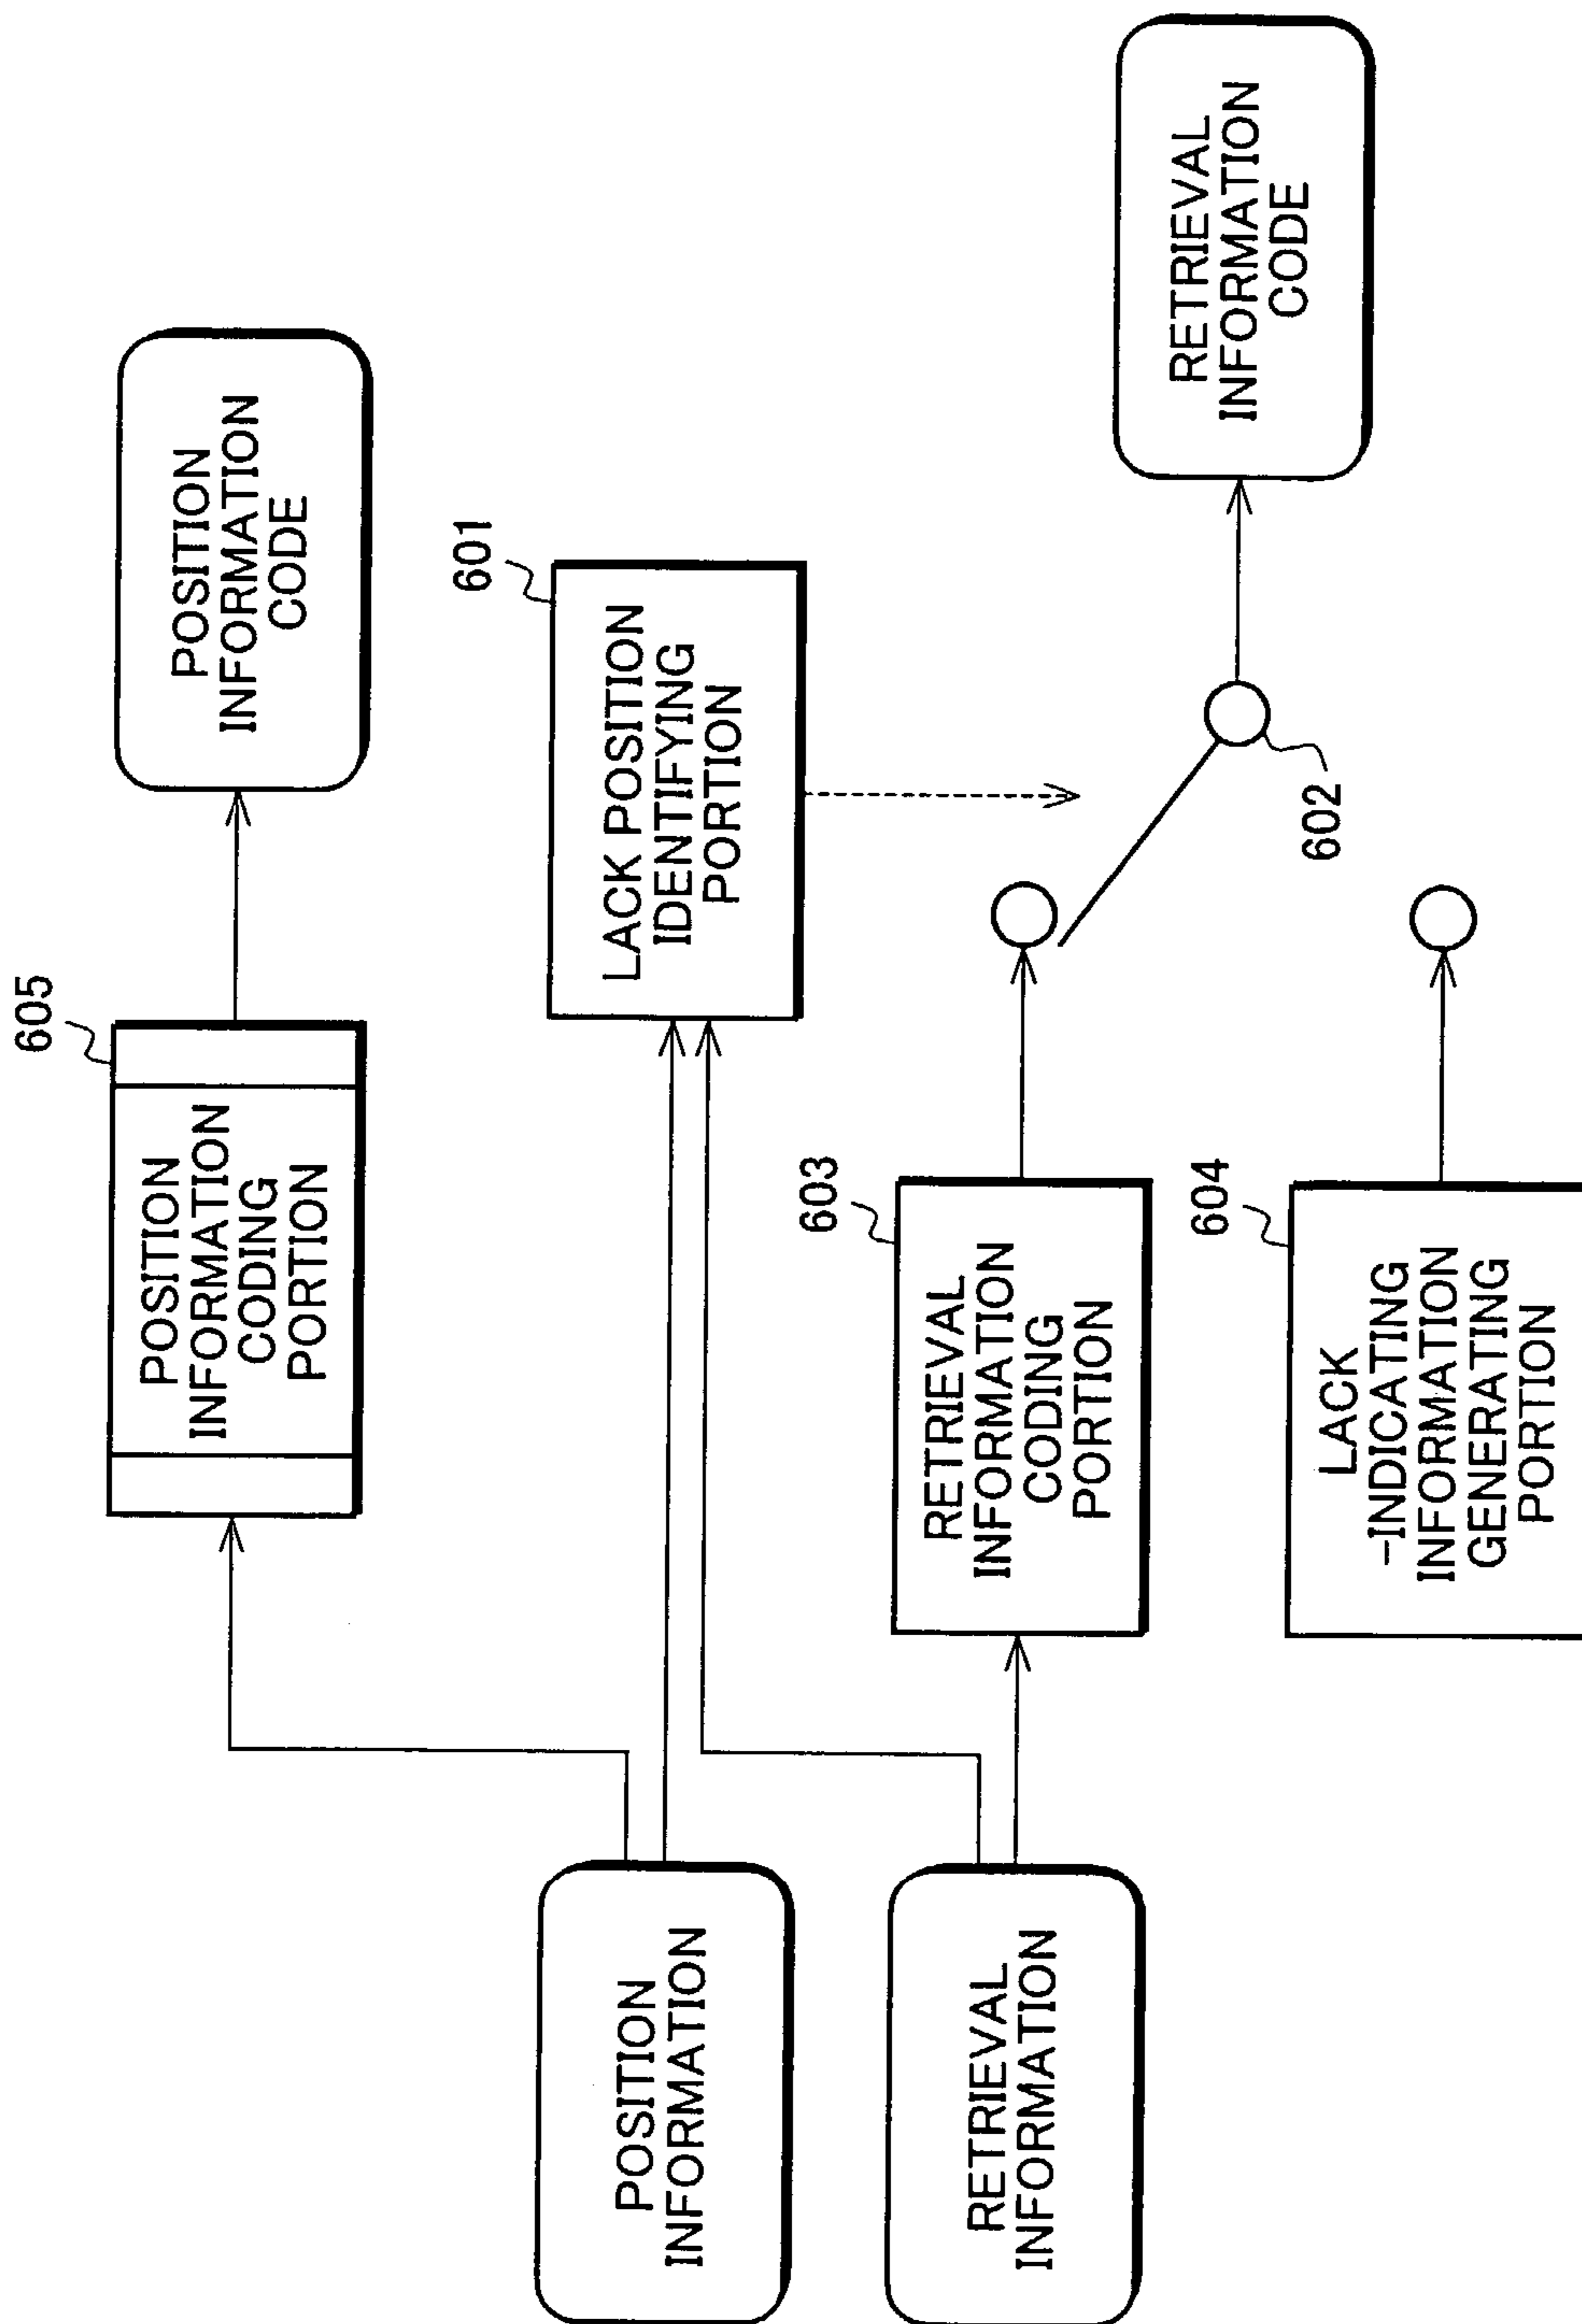 605
POSITION
INFORMATION
CODING
PORTION
POSITION
INFORMATION
CODE
POSITION
INFORMATION
601
LACK POSITION
IDENTIFYING
PORTION
RETRIEVAL
INFORMATION
603
RETRIEVAL
INFORMATION
CODING
PORTION
602
RETRIEVAL
INFORMATION
CODE
604
LACK
-INDICATING
INFORMATION
GENERATING
PORTION